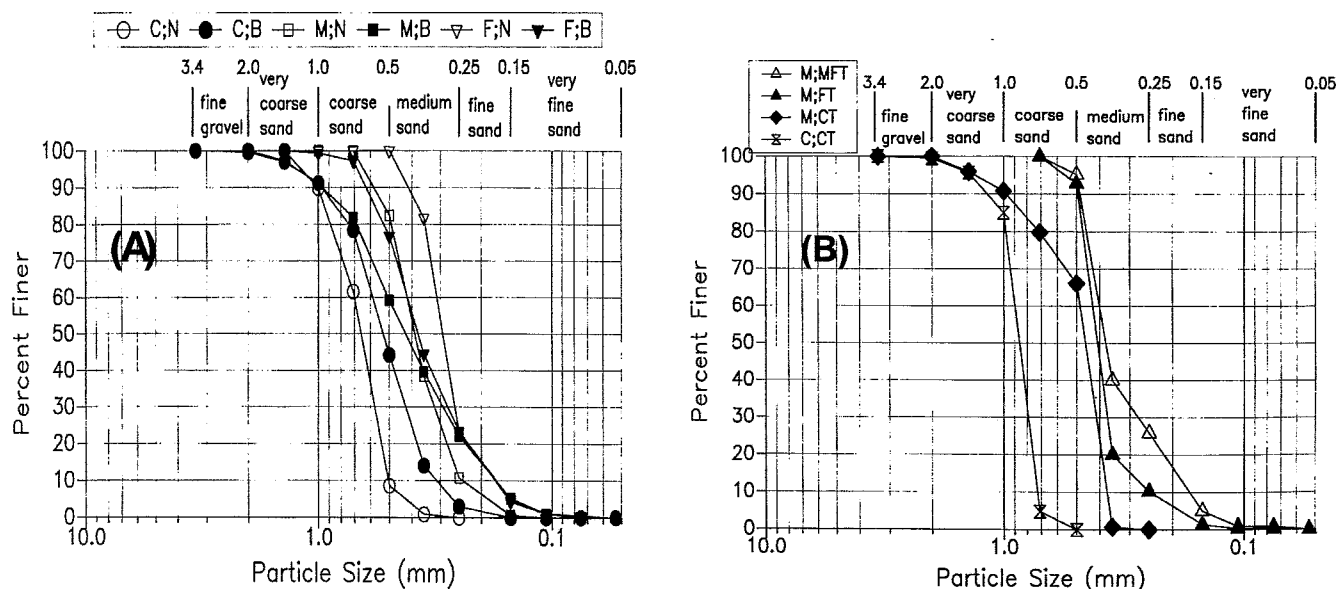 C;N C;B M;N M;B F;N F;B
3.4 2.0 1.0 0.5 0.25 0.15 0.05
fine gravel
very coarse sand
coarse sand
medium sand
fine sand
very fine sand
100
90
80
70
60
50
40
30
20
10
0
(A)
Percent Finer
10.0 1.0 0.1
Particle Size (mm)
M;MFT
M;FT
M;CT
C;CT
3.4 2.0 1.0 0.5 0.25 0.15 0.05
fine gravel
very coarse sand
coarse sand
medium sand
fine sand
very fine sand
100
90
80
70
60
50
40
30
20
10
0
(B)
Percent Finer
10.0 1.0 0.1
Particle Size (mm)